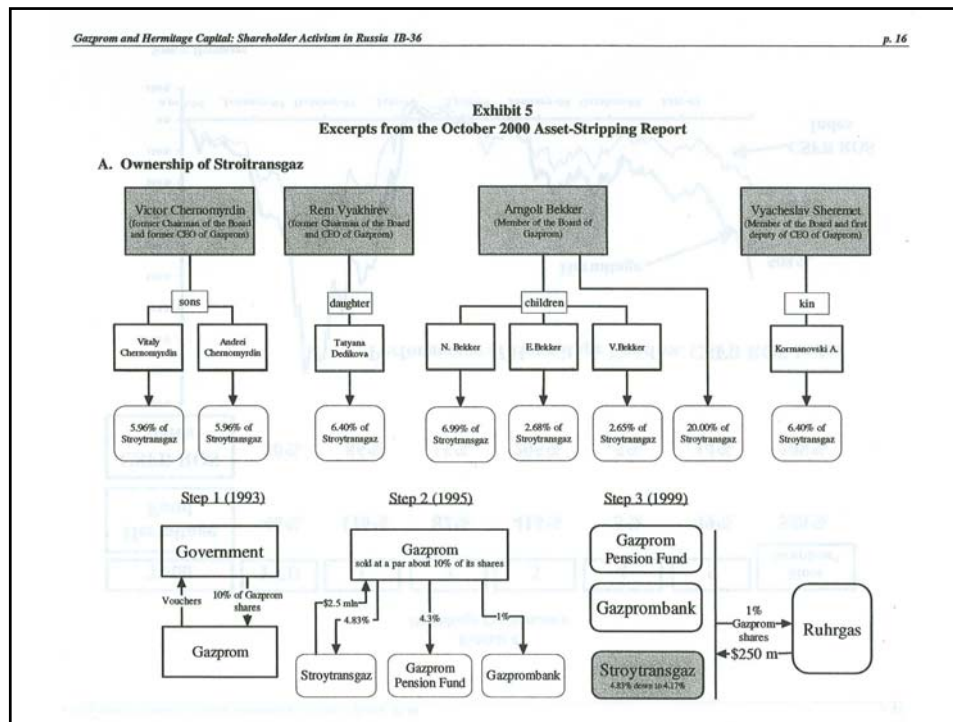 Gazprom and Hermitage Capital: Shareholder Activism in Russia IB-36
p. 16
Exhibit 5
Excerpts from the October 2000 Asset-Stripping Report
A. Ownership of Stroitransgaz
Victor Chernomyrdin
(former Chairman of the Board
and former CEO of Gazprom)
Rem Vyakhirev
(former Chairman of the Board
and CEO of Gazprom)
Arngolt Bekker
(Member of the Board of
Gazprom)
Vyacheslav Sheremet
(Member of the Board and first
deputy of CEO of Gazprom)
sons
daughter
children
kin
Vitaly
Chernomyrdin
Andrei
Chernomyrdin
Tatyana
Dedikova
N. Bekker
E.Bekker
V.Bekker
Kormanovski A.
5.96% of
Stroytransgaz
5.96% of
Stroytransgaz
6.40% of
Stroytransgaz
6.99% of
Stroytransgaz
2.68% of
Stroytransgaz
2.65% of
Stroytransgaz
20.00% of
Stroytransgaz
6.40% of
Stroytransgaz
Step 1 (1993)
Government
Vouchers
10% of Gazprom
shares
Gazprom
Step 2 (1995)
Gazprom
sold at a par about 10% of its shares
$2.5 mln
4.83%
4.3%
1%
Stroytransgaz
Gazprom
Pension Fund
Gazprombank
Step 3 (1999)
Gazprom
Pension Fund
Gazprombank
Stroytransgaz
4.83% down to 4.17%
1%
Gazprom
shares
$250 m
Ruhrgas